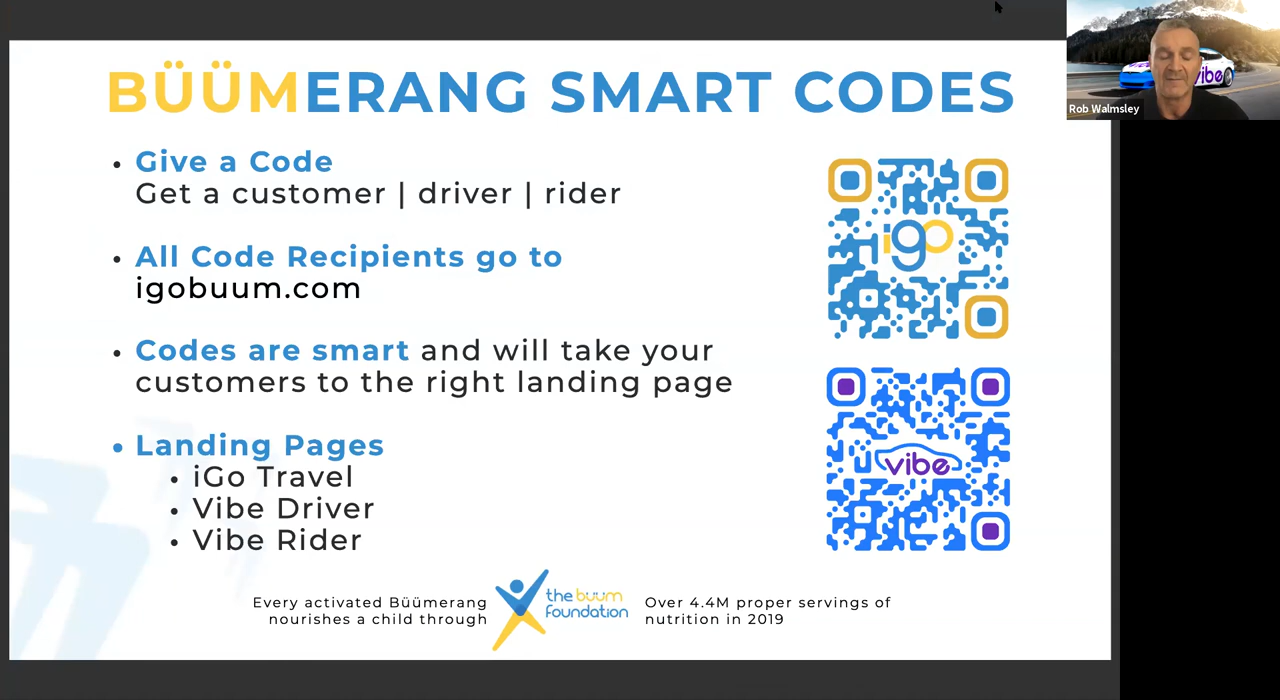 BÜÜMERANG SMART CODES
Rob Walmsley
vibe
• Give a Code
Get a customer | driver | rider
• All Code Recipients go to
igobuum.com
• Codes are smart and will take your
customers to the right landing page
• Landing Pages
• iGo Travel
• Vibe Driver
• Vibe Rider
igo
vibe
Every activated Büümerang
nourishes a child through
the büüm
foundation
Over 4.4M proper servings of
nutrition in 2019